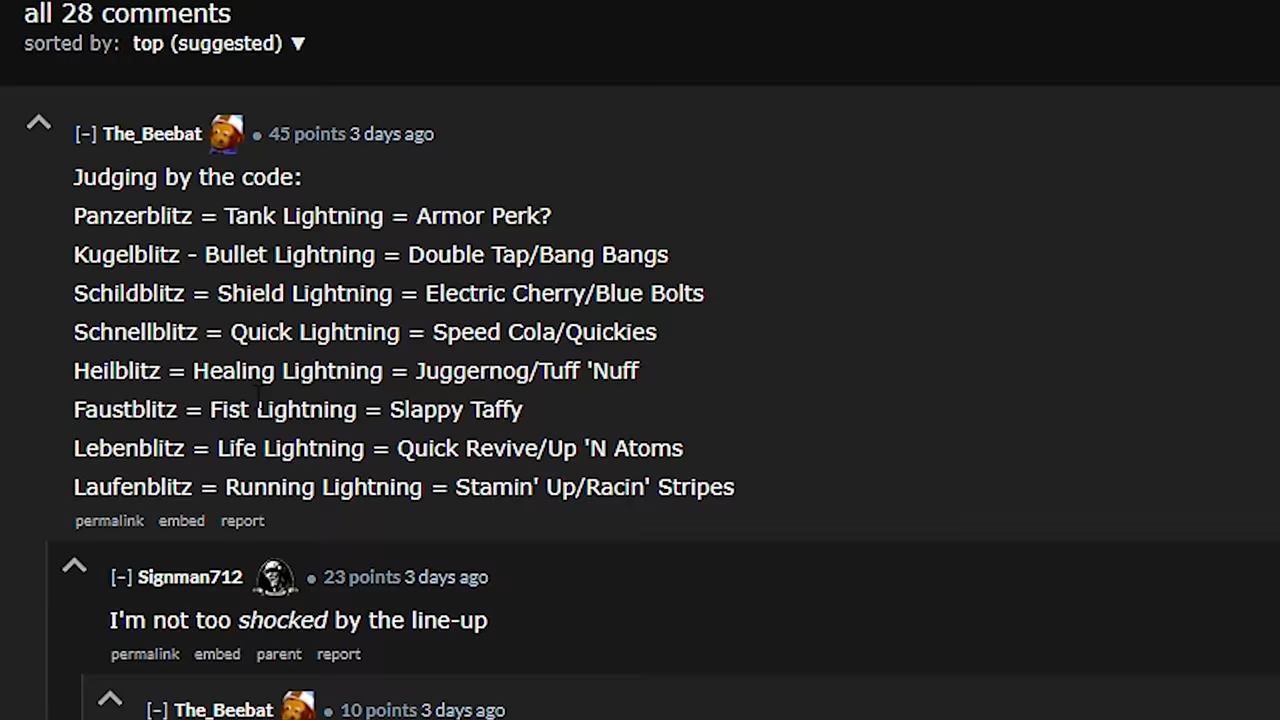 all 28 comments
sorted by: top (suggested) ▼
[–] The_Beebat • 45 points 3 days ago
Judging by the code:
Panzerblitz = Tank Lightning = Armor Perk?
Kugelblitz - Bullet Lightning = Double Tap/Bang Bangs
Schildblitz = Shield Lightning = Electric Cherry/Blue Bolts
Schnellblitz = Quick Lightning = Speed Cola/Quickies
Heilblitz = Healing Lightning = Juggernog/Tuff 'Nuff
Faustblitz = Fist Lightning = Slappy Taffy
Lebenblitz = Life Lightning = Quick Revive/Up 'N Atoms
Laufenblitz = Running Lightning = Stamin' Up/Racin' Stripes
permalink embed report
[–] Signman712 • 23 points 3 days ago
I'm not too shocked by the line-up
permalink embed parent report
[–] The_Beebat • 10 points 3 days ago